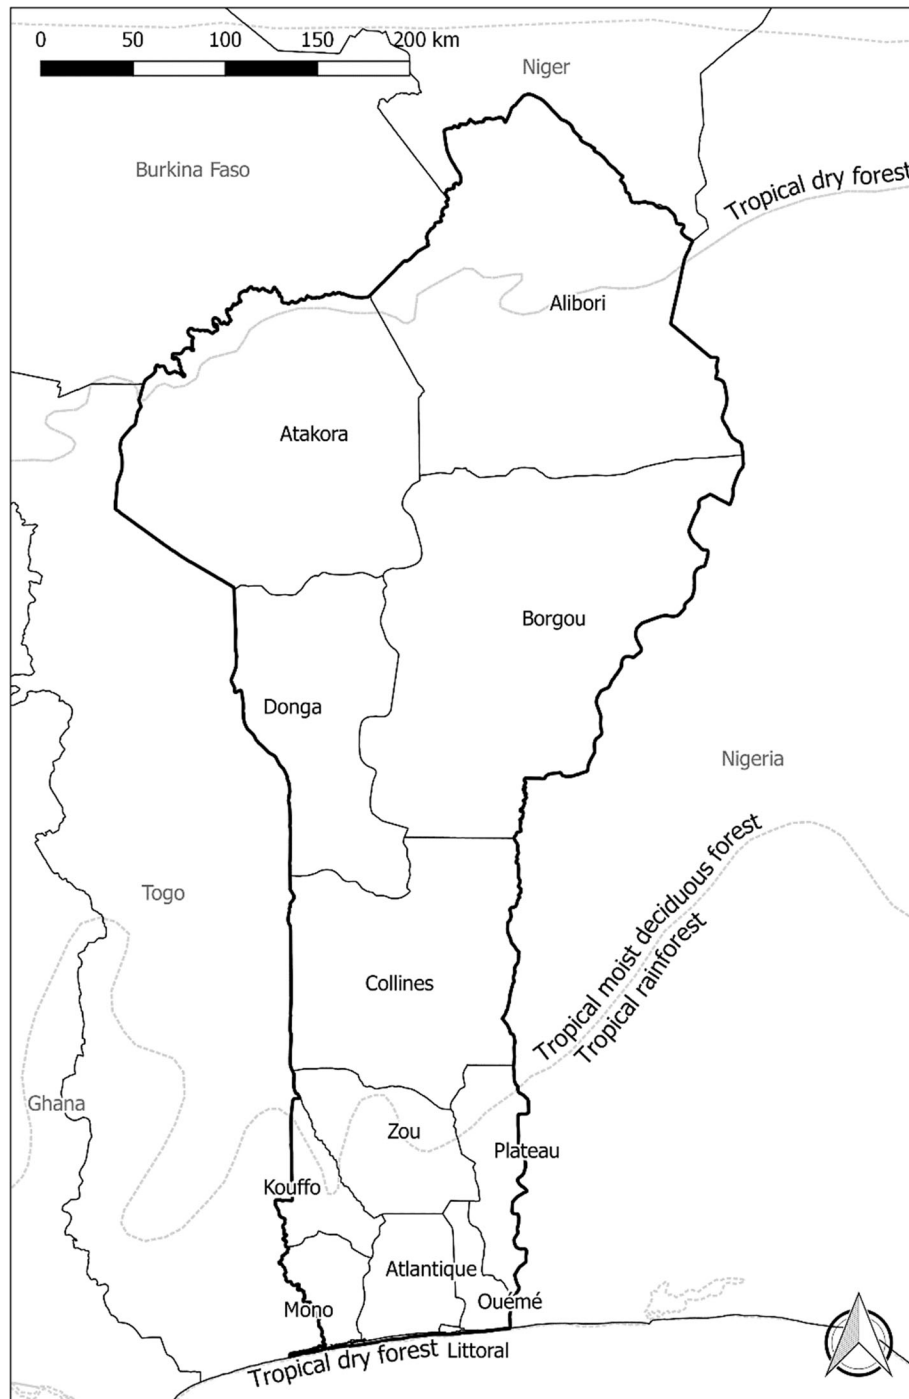 0 50 100 150 200 km
Niger
Burkina Faso
Tropical dry forest
Alibori
Atakora
Borgou
Donga
Nigeria
Tropical moist deciduous forest
Tropical rainforest
Togo
Collines
Ghana
Zou
Plateau
Kouffo
Atlantique
Mono
Ouémé
Littoral
Tropical dry forest